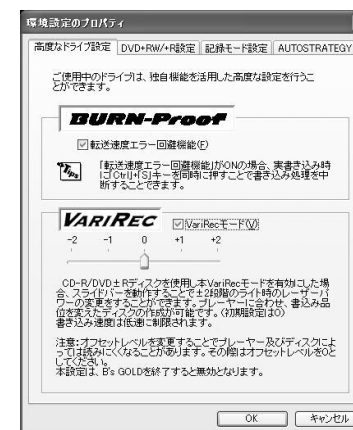 環境設定のプロパティ
高度なドライブ設定 DVD+RW/+R設定 記録モード設定 AUTOSTRATEGY
ご使用中のドライブは、独自機能を活用した高度な設定を行うこ
とができます。
BURN-Proof
転送速度エラー回避機能(F)
Tips
「転送速度エラー回避機能」がONの場合、実書き込み時
に「Ctrl」+「S」キーを同時に押すことで書き込み処理を中
断することできます。
VARIREC VariRecモード(V)
-2 -1 0 +1 +2
CD-R/DVD±Rディスクを使用し本VariRecモードを有効にした場
合、スライドバーを動作することで±2段階のライト時のレーザーパ
ワーの変更をすることができます。プレーヤーに合わせ、書込み品
位を変えたディスクの作成が可能です。(初期設定は0)
書き込み速度は低速に制限されます。
注意:オフセットレベルを変更することでプレーヤー及びディスクによ
っては読みにくくなることがあります。その際はオフセットレベルを0と
してください。
本設定は、B's GOLDを終了すると無効となります。
OK キャンセル